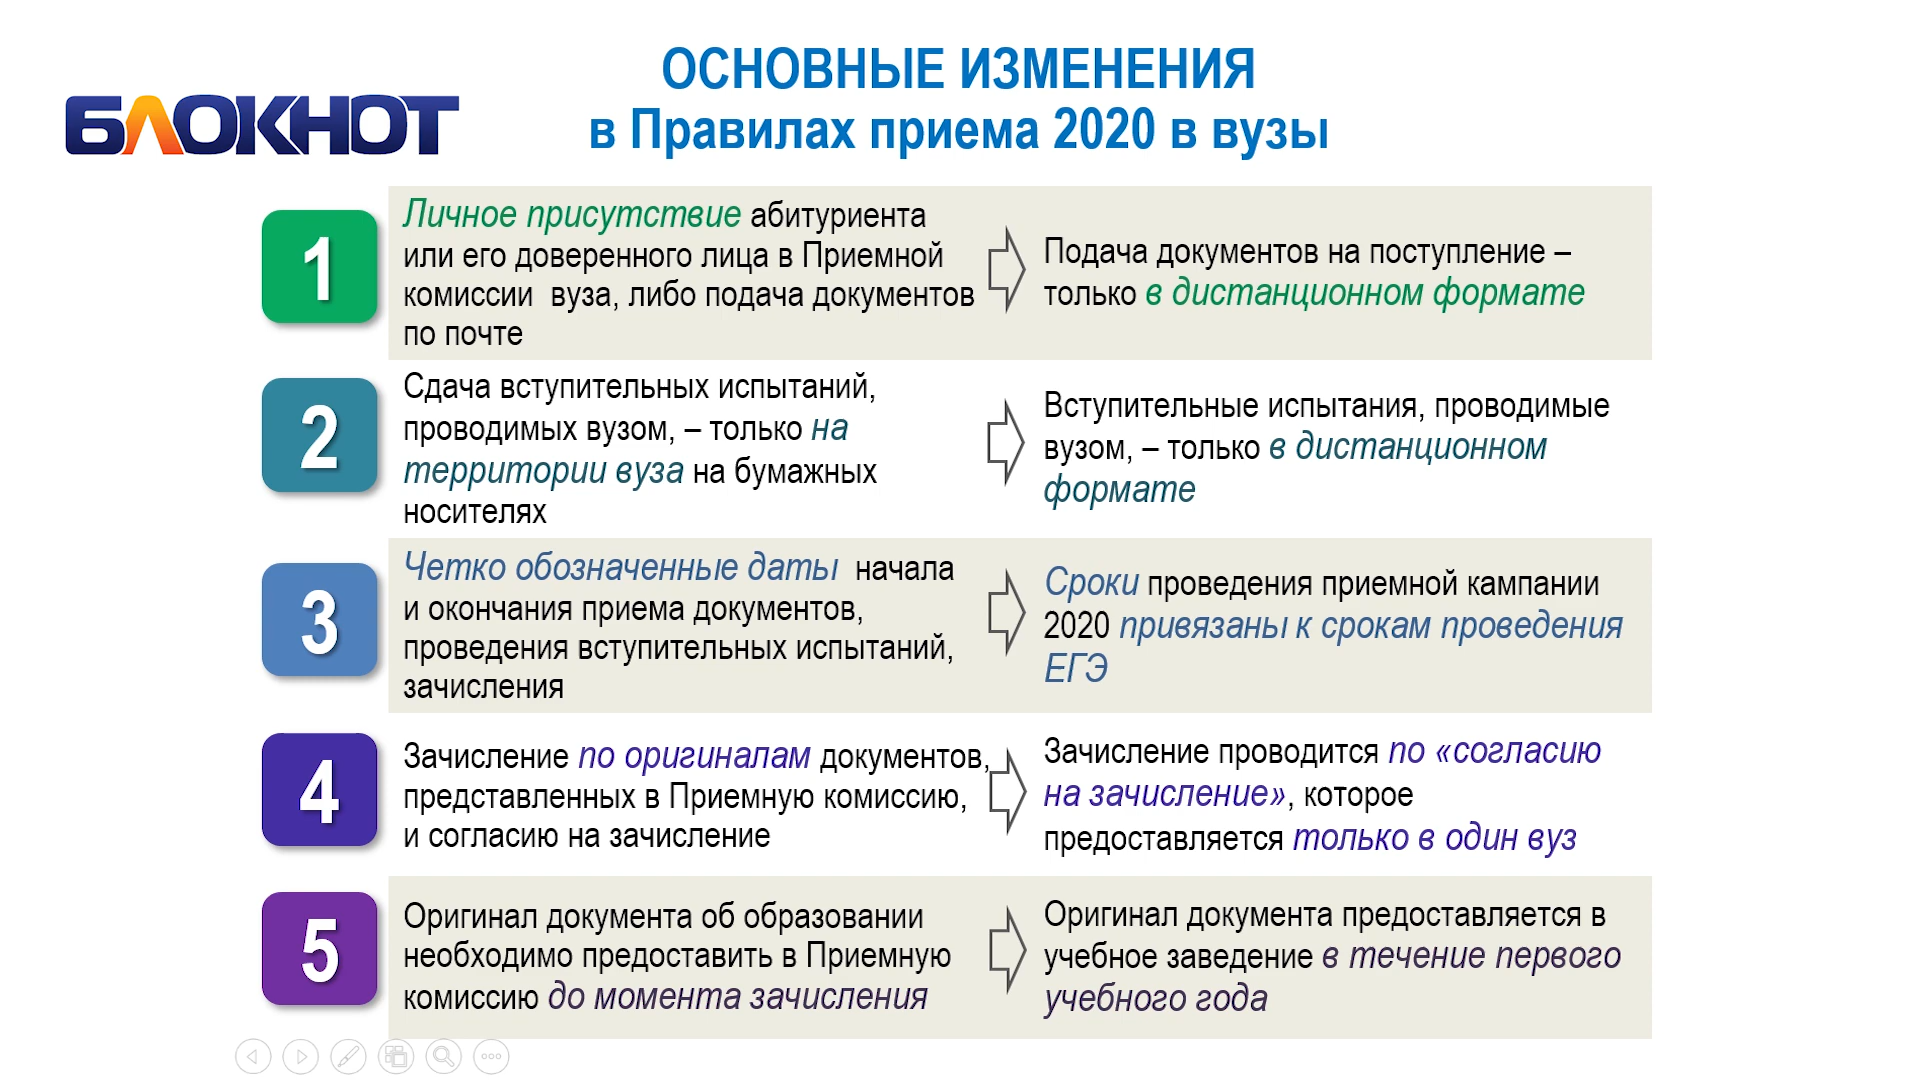 БЛОКНОТ
ОСНОВНЫЕ ИЗМЕНЕНИЯ
в Правилах приема 2020 в вузы
1
Личное присутствие абитуриента
или его доверенного лица в Приемной
комиссии вуза, либо подача документов
по почте
Подача документов на поступление –
только в дистанционном формате
2
Сдача вступительных испытаний,
проводимых вузом, – только на
территории вуза на бумажных
носителях
Вступительные испытания, проводимые
вузом, – только в дистанционном
формате
3
Четко обозначенные даты начала
и окончания приема документов,
проведения вступительных испытаний,
зачисления
Сроки проведения приемной кампании
2020 привязаны к срокам проведения
ЕГЭ
4
Зачисление по оригиналам документов,
представленных в Приемную комиссию,
и согласию на зачисление
Зачисление проводится по «согласию
на зачисление», которое
предоставляется только в один вуз
5
Оригинал документа об образовании
необходимо предоставить в Приемную
комиссию до момента зачисления
Оригинал документа предоставляется в
учебное заведение в течение первого
учебного года